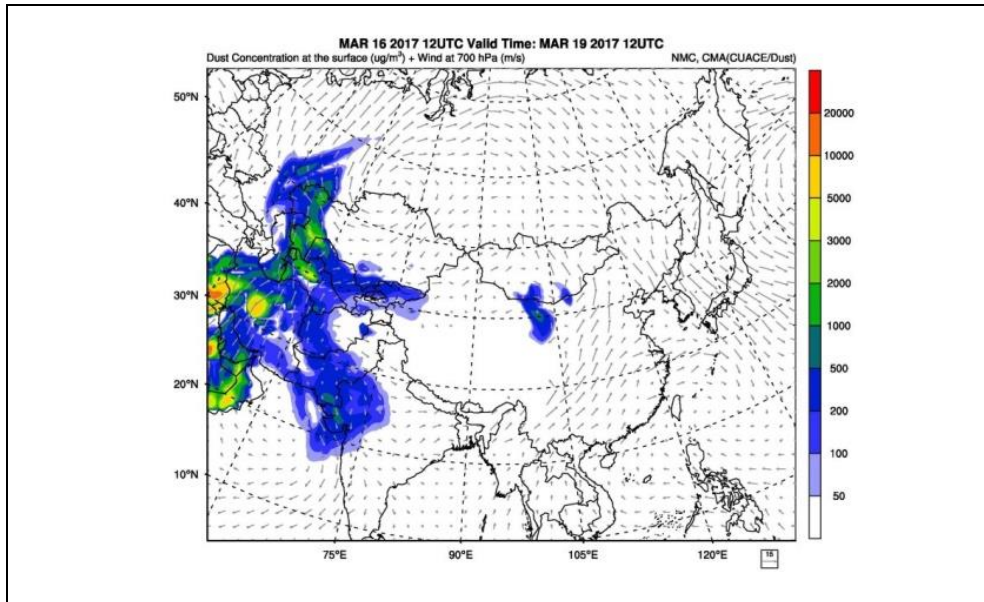 MAR 16 2017 12UTC Valid Time: MAR 19 2017 12UTC
Dust Concentration at the surface (ug/m³) + Wind at 700 hPa (m/s) NMC, CMA(CUACE/Dust)
50°N
40°N
30°N
20°N
10°N
75°E 90°E 105°E 120°E
20000
10000
5000
3000
2000
1000
500
200
100
50
15